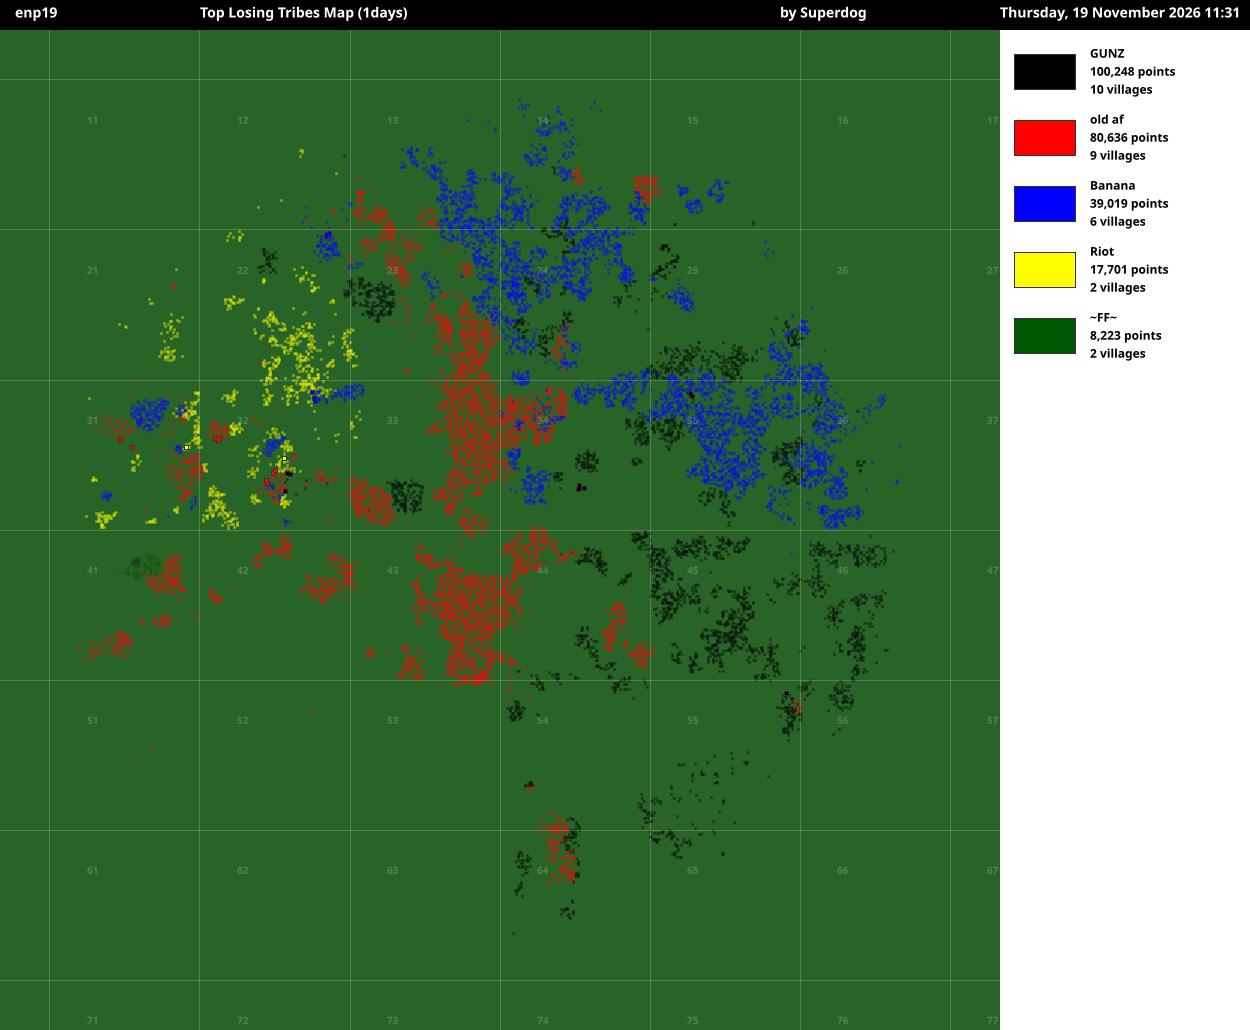 enp19 Top Losing Tribes Map (1days) by Superdog Thursday, 19 November 2026 11:31
GUNZ
100,248 points
10 villages
old af
80,636 points
9 villages
Banana
39,019 points
6 villages
Riot
17,701 points
2 villages
~FF~
8,223 points
2 villages
11 12 13 14 15 16 17
21 22 23 24 25 26 27
31 32 33 34 35 36 37
41 42 43 44 45 46 47
51 52 53 54 55 56 57
61 62 63 64 65 66 67
71 72 73 74 75 76 77